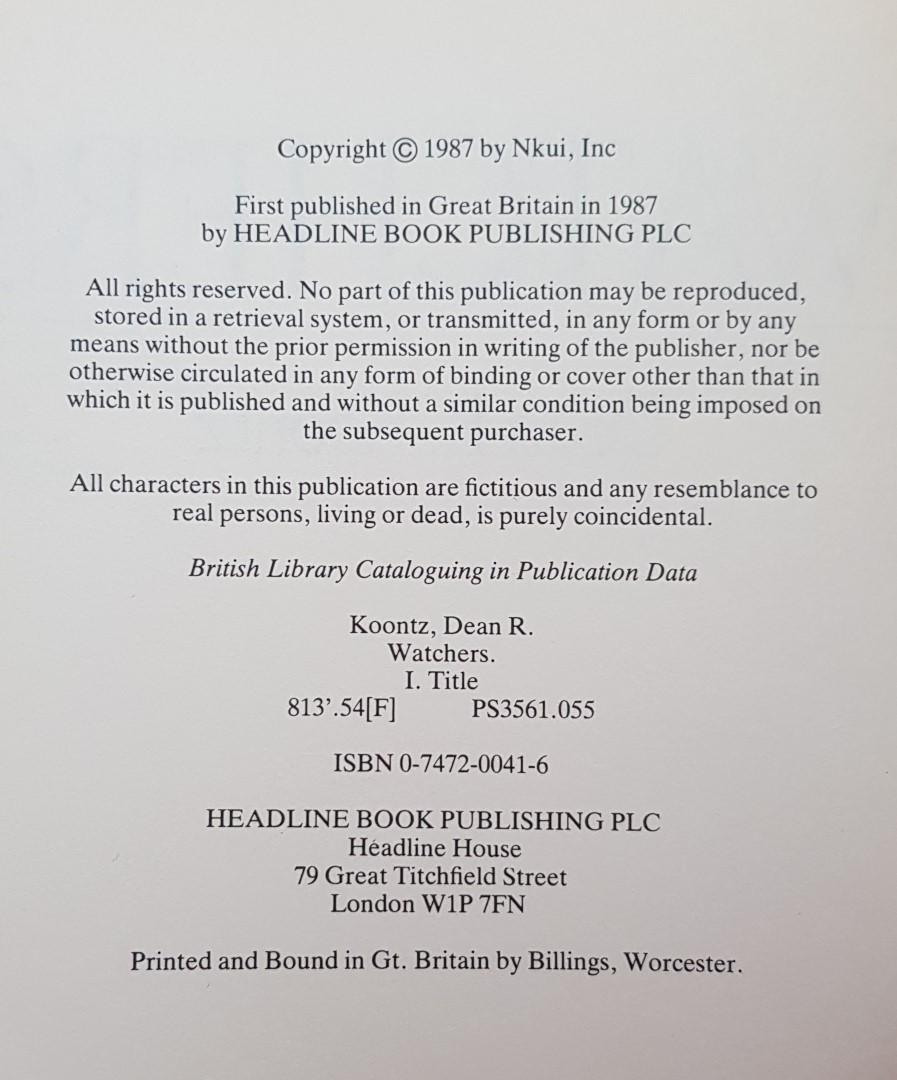 Copyright © 1987 by Nkui, Inc
First published in Great Britain in 1987
by HEADLINE BOOK PUBLISHING PLC
All rights reserved. No part of this publication may be reproduced,
stored in a retrieval system, or transmitted, in any form or by any
means without the prior permission in writing of the publisher, nor be
otherwise circulated in any form of binding or cover other than that in
which it is published and without a similar condition being imposed on
the subsequent purchaser.
All characters in this publication are fictitious and any resemblance to
real persons, living or dead, is purely coincidental.
British Library Cataloguing in Publication Data
Koontz, Dean R.
Watchers.
I. Title
813’.54[F] PS3561.055
ISBN 0-7472-0041-6
HEADLINE BOOK PUBLISHING PLC
Headline House
79 Great Titchfield Street
London W1P 7FN
Printed and Bound in Gt. Britain by Billings, Worcester.